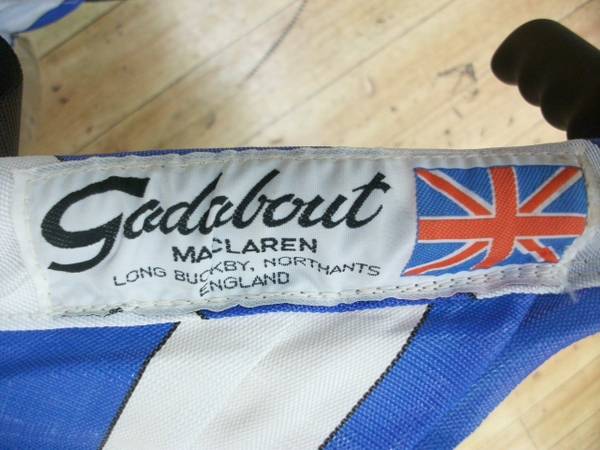 Gadabout
MACLAREN
LONG BUCKBY, NORTHANTS
ENGLAND